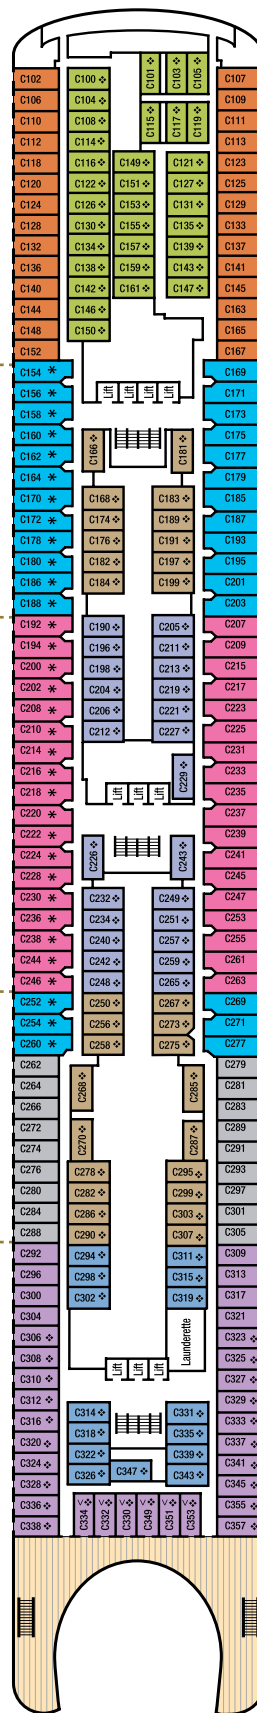 C102 C100 ❖ C101 ❖ C103 ❖ C105 ❖ C107
C106 C104 ❖ C109
C110 C108 ❖ C115 ❖ C117 ❖ C119 ❖ C111
C112 C114 ❖ C113
C118 C116 ❖ C149 ❖ C121 ❖ C123
C120 C122 ❖ C151 ❖ C127 ❖ C125
C124 C126 ❖ C153 ❖ C131 ❖ C129
C128 C130 ❖ C155 ❖ C135 ❖ C133
C132 C134 ❖ C157 ❖ C139 ❖ C137
C136 C138 ❖ C159 ❖ C143 ❖ C141
C140 C142 ❖ C161 ❖ C147 ❖ C145
C144 C146 ❖ C163
C148 C150 ❖ C165
C152 C167
C154 * C169
C156 * Lift Lift Lift Lift C171
C158 * C173
C160 * C166 ❖ C181 ❖ C175
C162 * C177
C164 * C179
C170 * C168 ❖ C183 ❖ C185
C172 * C174 ❖ C189 ❖ C187
C178 * C176 ❖ C191 ❖ C193
C180 * C182 ❖ C197 ❖ C195
C186 * C184 ❖ C199 ❖ C201
C188 * C203
C192 * C190 ❖ C205 ❖ C207
C194 * C196 ❖ C211 ❖ C209
C200 * C198 ❖ C213 ❖ C215
C202 * C204 ❖ C219 ❖ C217
C208 * C206 ❖ C221 ❖ C223
C210 * C212 ❖ C227 ❖ C225
C214 * C231
C216 * C229 ❖ C233
C218 * Lift Lift Lift C235
C220 * C237
C222 * C239
C224 * C226 ❖ C243 ❖ C241
C228 * C245
C230 * C232 ❖ C249 ❖ C247
C236 * C234 ❖ C251 ❖ C253
C238 * C240 ❖ C257 ❖ C255
C244 * C242 ❖ C259 ❖ C261
C246 * C248 ❖ C265 ❖ C263
C252 * C250 ❖ C267 ❖ C269
C254 * C256 ❖ C273 ❖ C271
C260 * C258 ❖ C275 ❖ C277
C262 C279
C264 C268 ❖ C285 ❖ C281
C266 C283
C272 C270 ❖ C287 ❖ C289
C274 C291
C276 C278 ❖ C295 ❖ C293
C280 C282 ❖ C299 ❖ C297
C284 C286 ❖ C303 ❖ C301
C288 C290 ❖ C307 ❖ C305
C292 C294 ❖ C311 ❖ C309
C296 C298 ❖ C315 ❖ C313
C300 C302 ❖ C319 ❖ C317
C304 C321
C306 ❖ Launderette C323 ❖
C308 ❖ Lift Lift Lift C325 ❖
C310 ❖ C327 ❖
C312 ❖ C314 ❖ C331 ❖ C329 ❖
C316 ❖ C318 ❖ C335 ❖ C333 ❖
C320 ❖ C322 ❖ C339 ❖ C337 ❖
C324 ❖ C326 ❖ C347 ❖ C343 ❖ C341 ❖
C328 ❖ C345 ❖
C336 ❖ C334 < ❖ C332 < ❖ C330 < ❖ C349 < ❖ C351 < ❖ C353 < ❖ C355 ❖
C338 ❖ C357 ❖